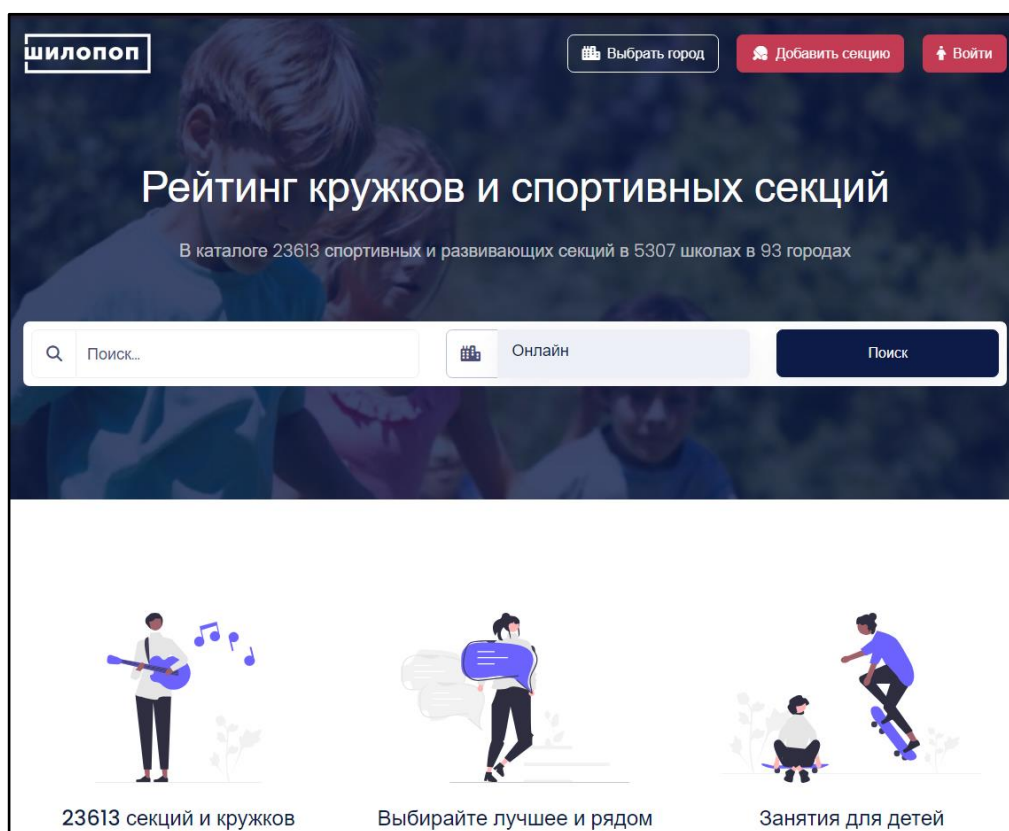 шилопоп
Выбрать город
Добавить секцию
Войти
Рейтинг кружков и спортивных секций
В каталоге 23613 спортивных и развивающих секций в 5307 школах в 93 городах
Поиск...
Онлайн
Поиск
23613 секций и кружков
Выбирайте лучшее и рядом
Занятия для детей